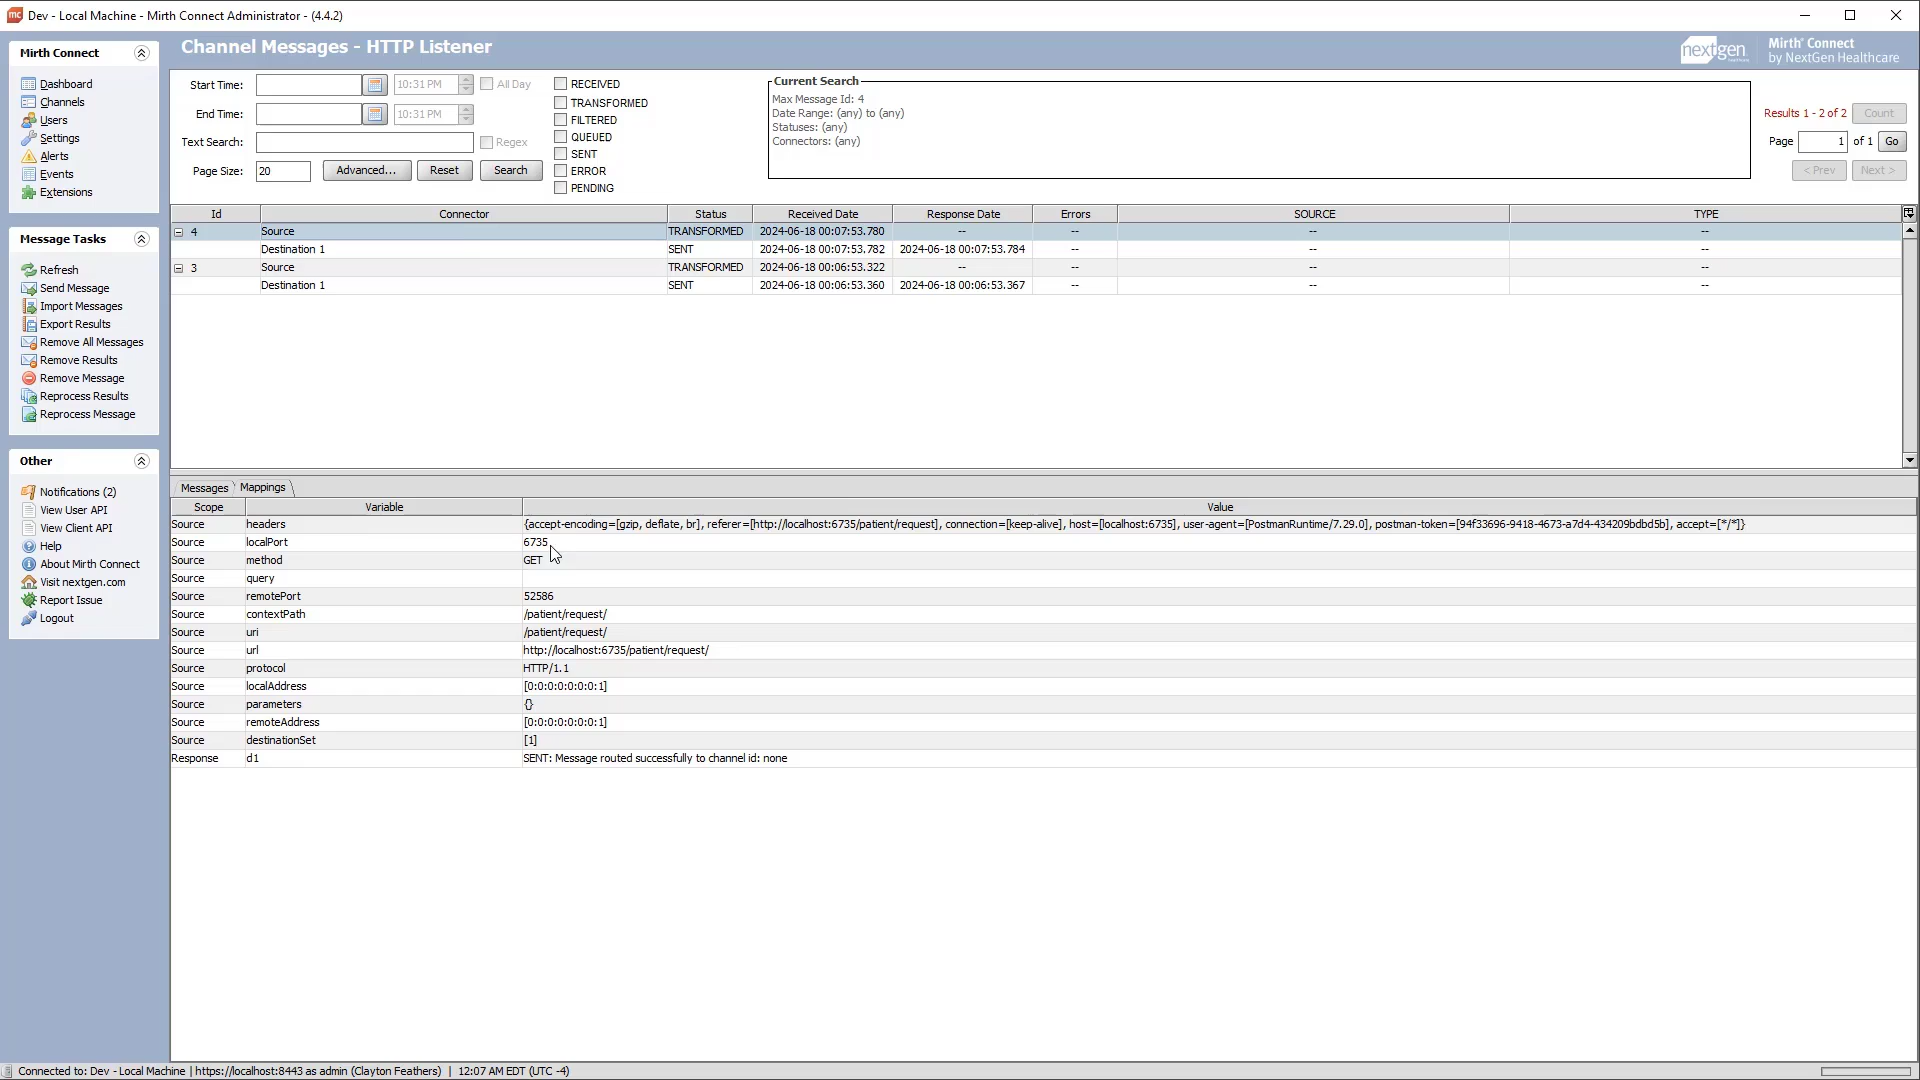 mc Dev - Local Machine - Mirth Connect Administrator - (4.4.2)
Mirth Connect
Dashboard
Channels
Users
Settings
Alerts
Events
Extensions
Message Tasks
Refresh
Send Message
Import Messages
Export Results
Remove All Messages
Remove Results
Remove Message
Reprocess Results
Reprocess Message
Other
Notifications (2)
View User API
View Client API
Help
About Mirth Connect
Visit nextgen.com
Report Issue
Logout
Channel Messages - HTTP Listener
nextgen
Mirth® Connect
by NextGen Healthcare
Start Time: 10:31 PM All Day
End Time: 10:31 PM
Text Search: Regex
Page Size: 20 Advanced... Reset Search
RECEIVED
TRANSFORMED
FILTERED
QUEUED
SENT
ERROR
PENDING
Current Search
Max Message Id: 4
Date Range: (any) to (any)
Statuses: (any)
Connectors: (any)
Results 1 - 2 of 2 Count
Page 1 of 1 Go
< Prev Next >
Id Connector Status Received Date Response Date Errors SOURCE TYPE
4 Source TRANSFORMED 2024-06-18 00:07:53.780 -- -- -- --
Destination 1 SENT 2024-06-18 00:07:53.782 2024-06-18 00:07:53.784 -- -- --
3 Source TRANSFORMED 2024-06-18 00:06:53.322 -- -- -- --
Destination 1 SENT 2024-06-18 00:06:53.360 2024-06-18 00:06:53.367 -- -- --
Messages Mappings
Scope Variable Value
Source headers {accept-encoding=[gzip, deflate, br], referer=[http://localhost:6735/patient/request], connection=[keep-alive], host=[localhost:6735], user-agent=[PostmanRuntime/7.29.0], postman-token=[94f33696-9418-4673-a7d4-434209bdbd5b], accept=[*/*]}
Source localPort 6735
Source method GET
Source query
Source remotePort 52586
Source contextPath /patient/request/
Source uri /patient/request/
Source url http://localhost:6735/patient/request/
Source protocol HTTP/1.1
Source localAddress [0:0:0:0:0:0:0:1]
Source parameters {}
Source remoteAddress [0:0:0:0:0:0:0:1]
Source destinationSet [1]
Response d1 SENT: Message routed successfully to channel id: none
Connected to: Dev - Local Machine | https://localhost:8443 as admin (Clayton Feathers) | 12:07 AM EDT (UTC -4)